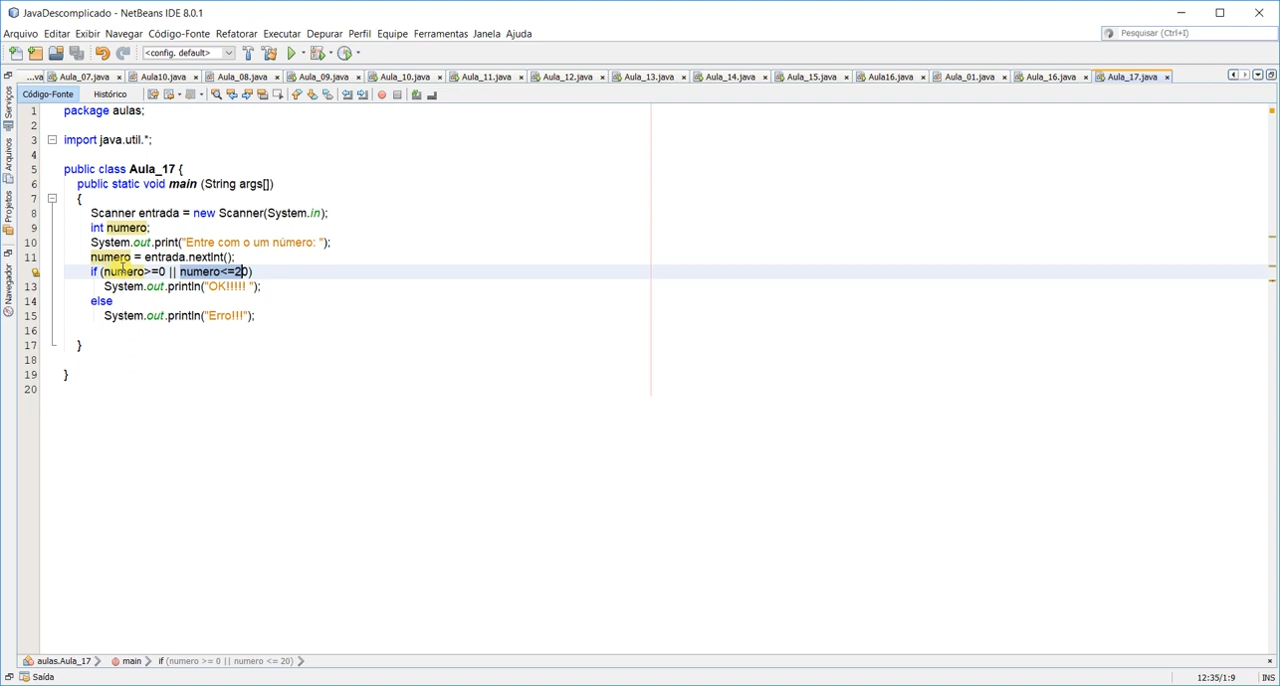 JavaDescomplicado - NetBeans IDE 8.0.1
Arquivo Editar Exibir Navegar Código-Fonte Refatorar Executar Depurar Perfil Equipe Ferramentas Janela Ajuda
Pesquisar (Ctrl+I)
<config. default>
...va Aula_07.java Aula10.java Aula_08.java Aula_09.java Aula_10.java Aula_11.java Aula_12.java Aula_13.java Aula_14.java Aula_15.java Aula16.java Aula_01.java Aula_16.java Aula_17.java
Código-Fonte Histórico
Serviços
Arquivos
Projetos
Navegador
1 package aulas;
2
3 import java.util.*;
4
5 public class Aula_17 {
6 public static void main (String args[])
7 {
8 Scanner entrada = new Scanner(System.in);
9 int numero;
10 System.out.print("Entre com o um número: ");
11 numero = entrada.nextInt();
if (numero>=0 || numero<=20)
13 System.out.println("OK!!!!! ");
14 else
15 System.out.println("Erro!!!");
16
17 }
18
19 }
20
aulas.Aula_17 main if (numero >= 0 || numero <= 20)
Saída
12:35/1:9 INS